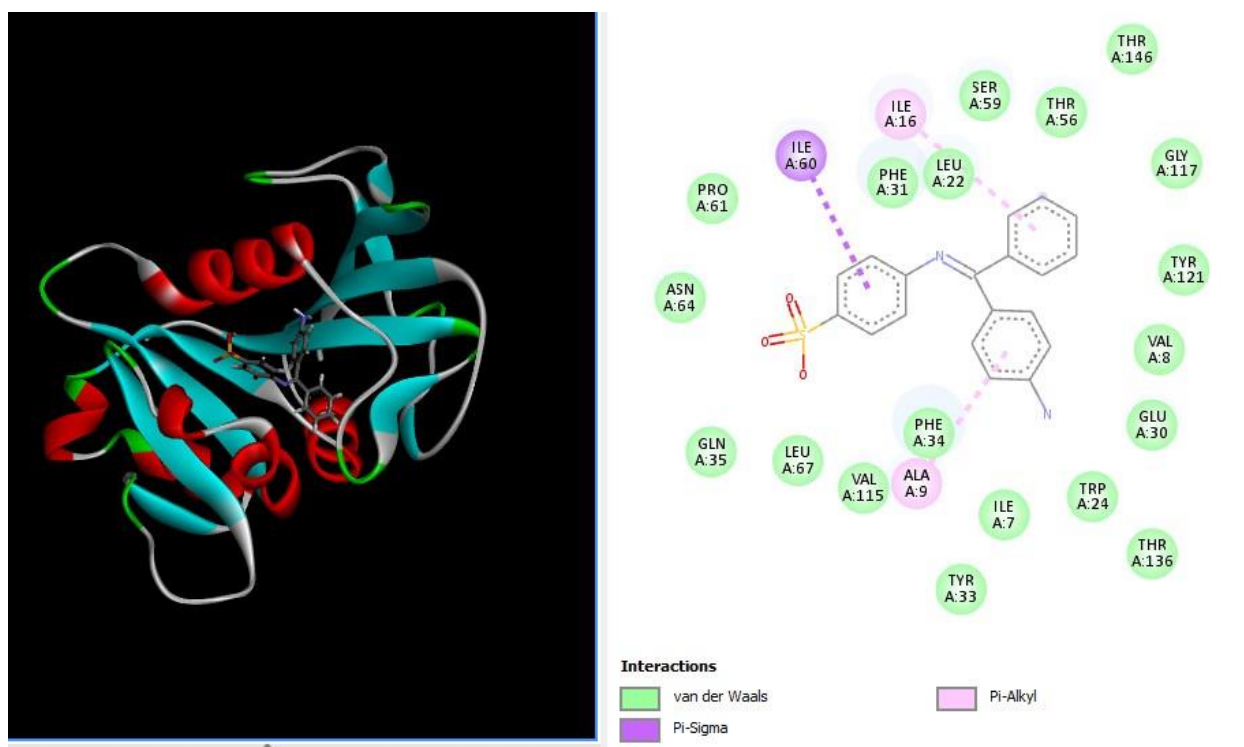 THR
A:146
SER
A:59
ILE
A:16
THR
A:56
ILE
A:60
GLY
A:117
PHE
A:31
LEU
A:22
PRO
A:61
N
TYR
A:121
ASN
A:64
O
S
O
O
VAL
A:8
GLU
A:30
N
PHE
A:34
GLN
A:35
LEU
A:67
VAL
A:115
ALA
A:9
TRP
A:24
ILE
A:7
THR
A:136
TYR
A:33
Interactions
van der Waals
Pi-Alkyl
Pi-Sigma